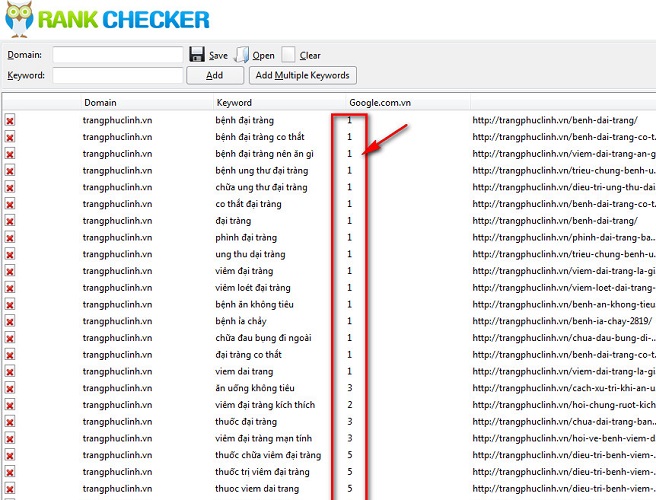 RANK CHECKER
Domain: Save Open Clear
Keyword: Add Add Multiple Keywords
Domain Keyword Google.com.vn
trangphuclinh.vn bệnh đại tràng 1 http://trangphuclinh.vn/benh-dai-trang/
trangphuclinh.vn bệnh đại tràng co thắt 1 http://trangphuclinh.vn/benh-dai-trang-co-t...
trangphuclinh.vn bệnh đại tràng nên ăn gì 1 http://trangphuclinh.vn/viem-dai-trang-an-g...
trangphuclinh.vn bệnh ung thư đại tràng 1 http://trangphuclinh.vn/trieu-chung-benh-u...
trangphuclinh.vn chữa ung thư đại tràng 1 http://trangphuclinh.vn/dieu-tri-ung-thu-dai...
trangphuclinh.vn co thắt đại tràng 1 http://trangphuclinh.vn/benh-dai-trang-co-t...
trangphuclinh.vn đại tràng 1 http://trangphuclinh.vn/benh-dai-trang/
trangphuclinh.vn phình đại tràng 1 http://trangphuclinh.vn/phinh-dai-trang-ba...
trangphuclinh.vn ung thu dại tràng 1 http://trangphuclinh.vn/trieu-chung-benh-u...
trangphuclinh.vn viêm đại tràng 1 http://trangphuclinh.vn/viem-dai-trang-la-gi...
trangphuclinh.vn viêm loét đại tràng 1 http://trangphuclinh.vn/viem-loet-dai-trang...
trangphuclinh.vn bệnh ăn không tiêu 1 http://trangphuclinh.vn/benh-an-khong-tieu...
trangphuclinh.vn bệnh ỉa chảy 1 http://trangphuclinh.vn/benh-ia-chay-2819/
trangphuclinh.vn chữa đau bụng đi ngoài 1 http://trangphuclinh.vn/chua-dau-bung-di-...
trangphuclinh.vn đại tràng co thắt 1 http://trangphuclinh.vn/benh-dai-trang-co-t...
trangphuclinh.vn viem dai trang 1 http://trangphuclinh.vn/viem-dai-trang-la-gi...
trangphuclinh.vn ăn uống không tiêu 3 http://trangphuclinh.vn/cach-xu-tri-khi-an-u...
trangphuclinh.vn viêm đại tràng kích thích 2 http://trangphuclinh.vn/hoi-chung-ruot-kich...
trangphuclinh.vn thuốc đại tràng 3 http://trangphuclinh.vn/chua-dai-trang-ban...
trangphuclinh.vn viêm đại tràng mạn tính 3 http://trangphuclinh.vn/hoi-ve-benh-viem-d...
trangphuclinh.vn thuốc chữa viêm đại tràng 5 http://trangphuclinh.vn/dieu-tri-benh-viem-...
trangphuclinh.vn thuốc trị viêm đại tràng 5 http://trangphuclinh.vn/dieu-tri-benh-viem-...
trangphuclinh.vn thuoc viem dai trang 5 http://trangphuclinh.vn/dieu-tri-benh-viem-...